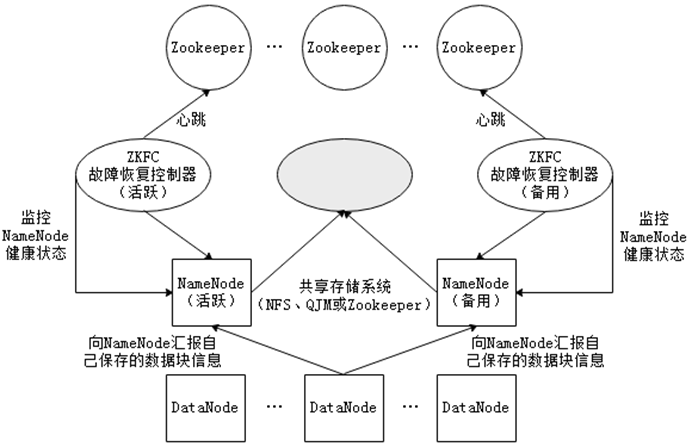 Zookeeper … Zookeeper … Zookeeper
心跳
心跳
ZKFC
故障恢复控制器
（活跃）
ZKFC
故障恢复控制器
（备用）
监控
NameNode
健康状态
监控
NameNode
健康状态
NameNode
（活跃）
共享存储系统
（NFS、QJM或Zookeeper）
NameNode
（备用）
向NameNode汇报自
己保存的数据块信息
向NameNode汇报自
己保存的数据块信息
DataNode … DataNode … DataNode